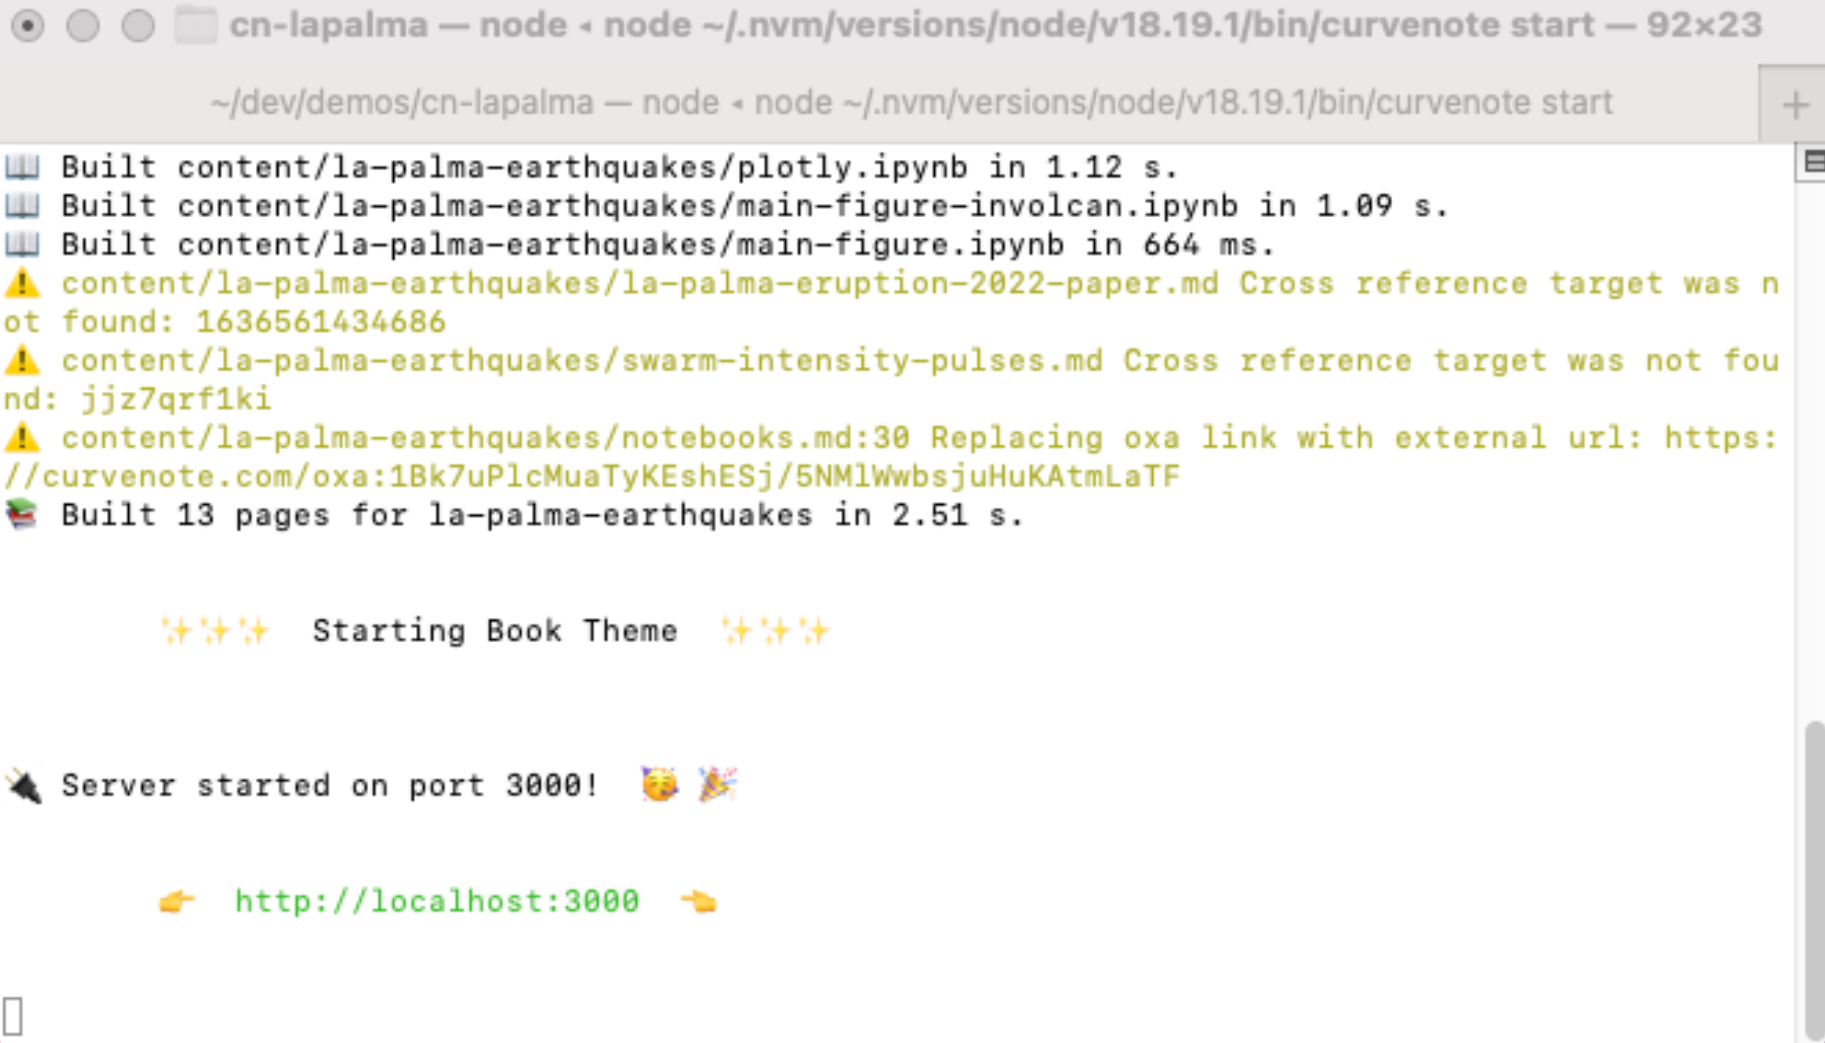 cn-lapalma — node ◂ node ~/.nvm/versions/node/v18.19.1/bin/curvenote start — 92×23
~/dev/demos/cn-lapalma — node ◂ node ~/.nvm/versions/node/v18.19.1/bin/curvenote start +
📖 Built content/la-palma-earthquakes/plotly.ipynb in 1.12 s.
📖 Built content/la-palma-earthquakes/main-figure-involcan.ipynb in 1.09 s.
📖 Built content/la-palma-earthquakes/main-figure.ipynb in 664 ms.
⚠️ content/la-palma-earthquakes/la-palma-eruption-2022-paper.md Cross reference target was n
ot found: 1636561434686
⚠️ content/la-palma-earthquakes/swarm-intensity-pulses.md Cross reference target was not fou
nd: jjz7qrf1ki
⚠️ content/la-palma-earthquakes/notebooks.md:30 Replacing oxa link with external url: https:
//curvenote.com/oxa:1Bk7uPlcMuaTyKEshESj/5NMlWwbsjuHuKAtmLaTF
📚 Built 13 pages for la-palma-earthquakes in 2.51 s.
✨✨✨ Starting Book Theme ✨✨✨
🔌 Server started on port 3000! 🥳 🎉
👉 http://localhost:3000 👈